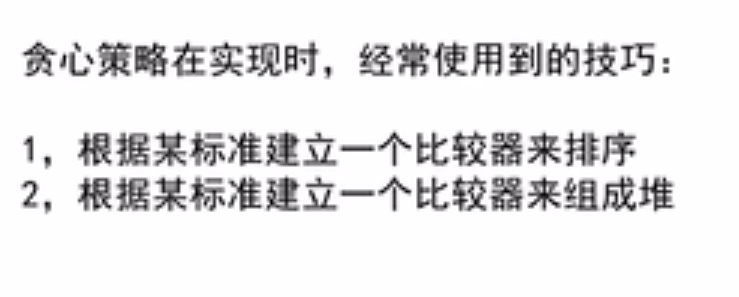 贪心策略在实现时，经常使用到的技巧：
1，根据某标准建立一个比较器来排序
2，根据某标准建立一个比较器来组成堆